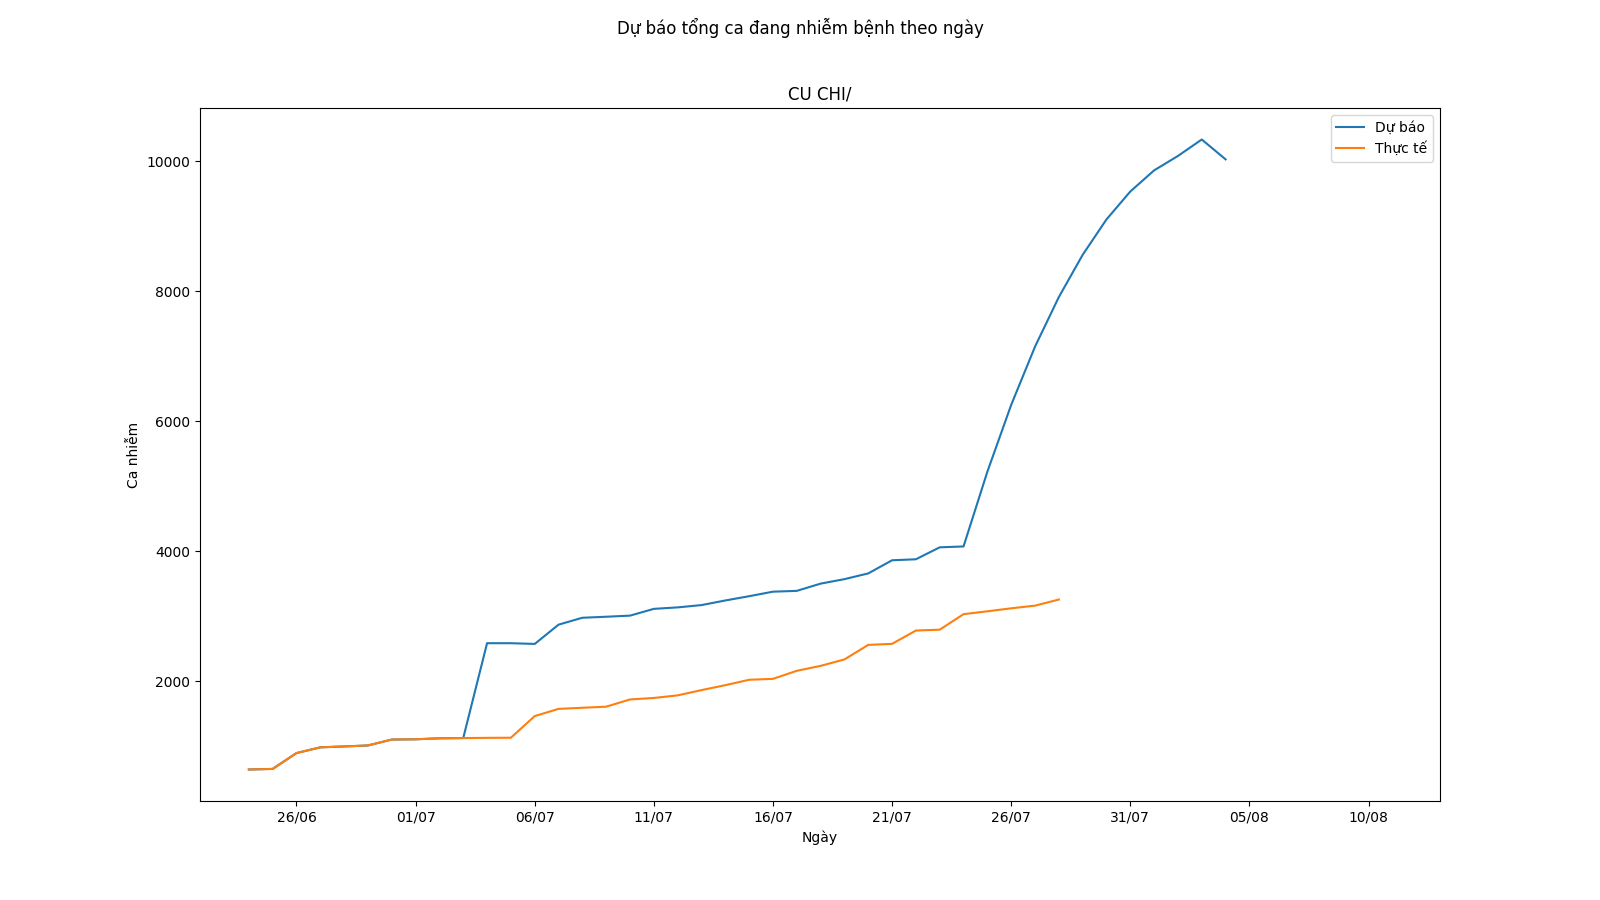 Dự báo tổng ca đang nhiễm bệnh theo ngày
CU CHI/
Dự báo
Thực tế
10000
8000
6000
4000
2000
Ca nhiễm
26/06 01/07 06/07 11/07 16/07 21/07 26/07 31/07 05/08 10/08
Ngày